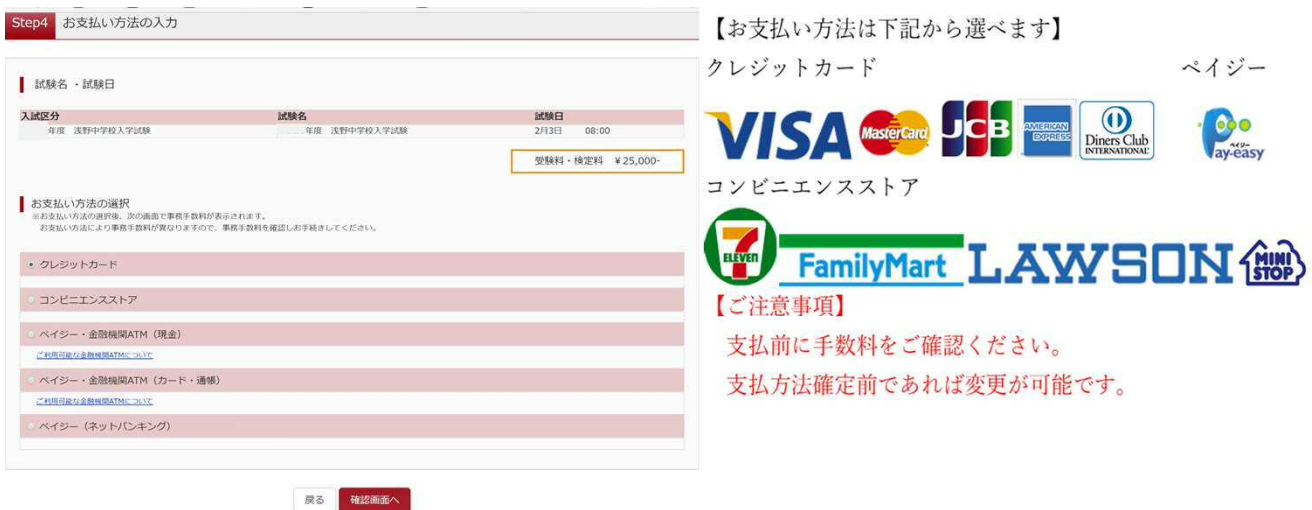 Step4 お支払い方法の入力
試験名 ・試験日
入試区分 試験名 試験日
年度 浅野中学校入学試験 年度 浅野中学校入学試験 2月3日 08:00
受験料・検定料 ¥25,000-
お支払い方法の選択
※お支払い方法の選択後、次の画面で事務手数料が表示されます。
お支払い方法により事務手数料が異なりますので、事務手数料を確認しお手続きしてください。
クレジットカード
コンビニエンスストア
ペイジー・金融機関ATM（現金）
ご利用可能な金融機関ATMについて
ペイジー・金融機関ATM（カード・通帳）
ご利用可能な金融機関ATMについて
ペイジー（ネットバンキング）
戻る 確認画面へ
【お支払い方法は下記から選べます】
クレジットカード ペイジー
VISA MasterCard JCB AMERICAN EXPRESS Diners Club INTERNATIONAL ペイジー Pay-easy
コンビニエンスストア
7 ELEVEN FamilyMart LAWSON MINI STOP
【ご注意事項】
支払前に手数料をご確認ください。
支払方法確定前であれば変更が可能です。